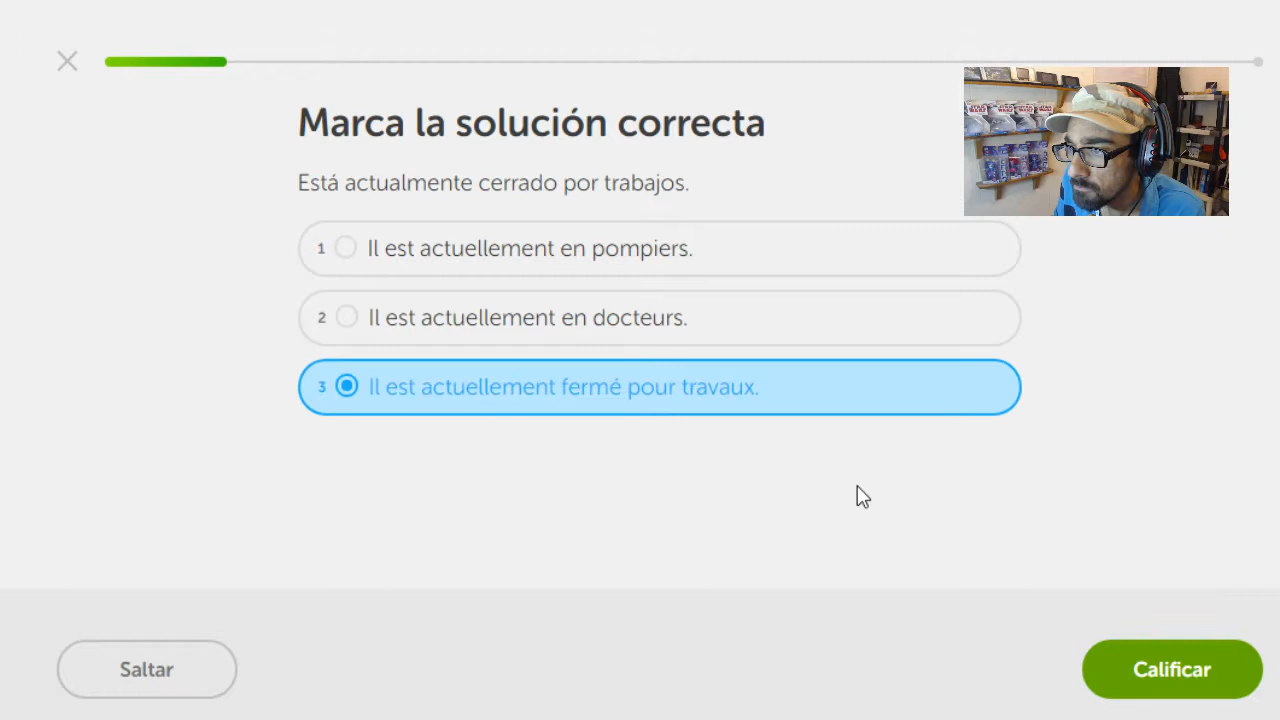 Marca la solución correcta
Está actualmente cerrado por trabajos.
1 Il est actuellement en pompiers.
2 Il est actuellement en docteurs.
3 Il est actuellement fermé pour travaux.
Saltar
Calificar